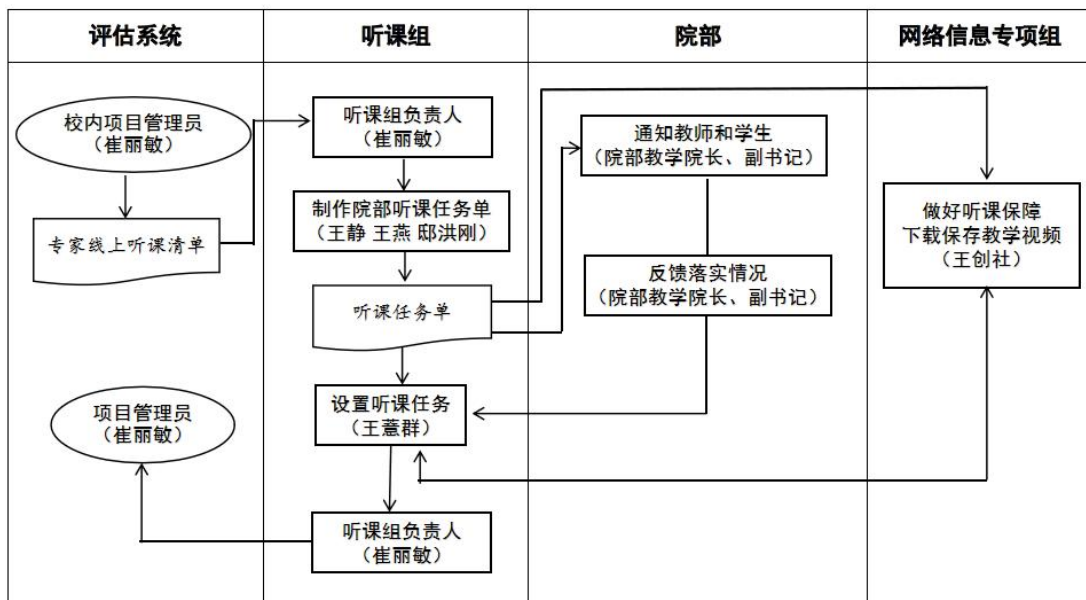 评估系统
听课组
院部
网络信息专项组
校内项目管理员
（崔丽敏）
专家线上听课清单
听课组负责人
（崔丽敏）
制作院部听课任务单
（王静 王燕 邸洪刚）
听课任务单
通知教师和学生
（院部教学院长、副书记）
反馈落实情况
（院部教学院长、副书记）
做好听课保障
下载保存教学视频
（王创社）
设置听课任务
（王薏群）
听课组负责人
（崔丽敏）
项目管理员
（崔丽敏）